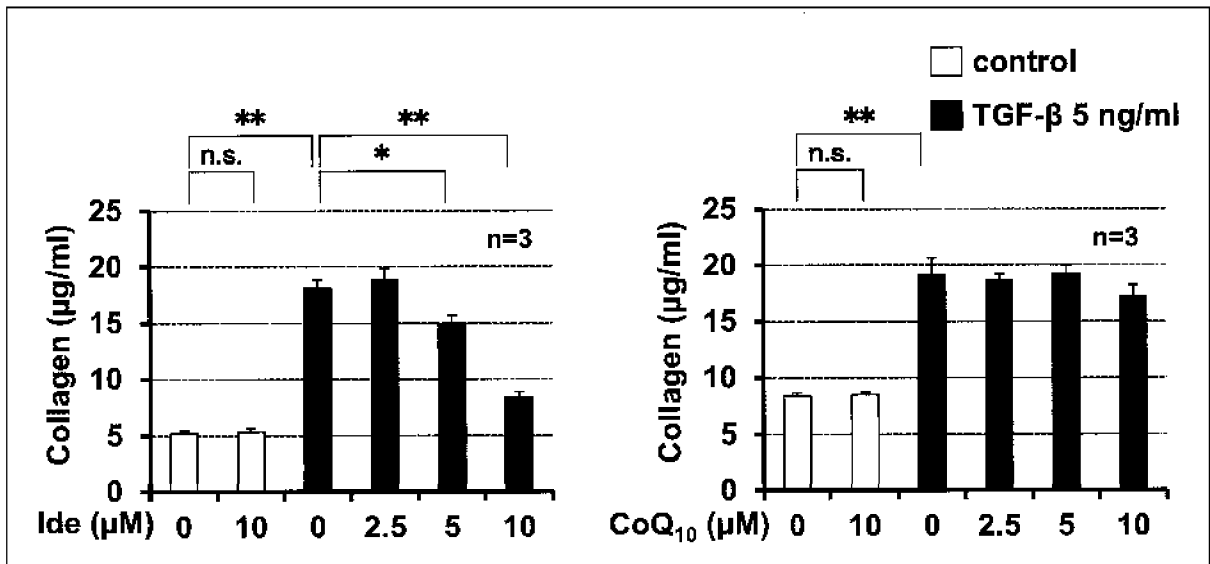 control
TGF-β 5 ng/ml
** **
n.s. *
25
20
15
10
5
0
Collagen (μg/ml)
n=3
Ide (μM) 0 10 0 2.5 5 10
**
n.s.
25
20
15
10
5
0
Collagen (μg/ml)
n=3
CoQ10 (μM) 0 10 0 2.5 5 10